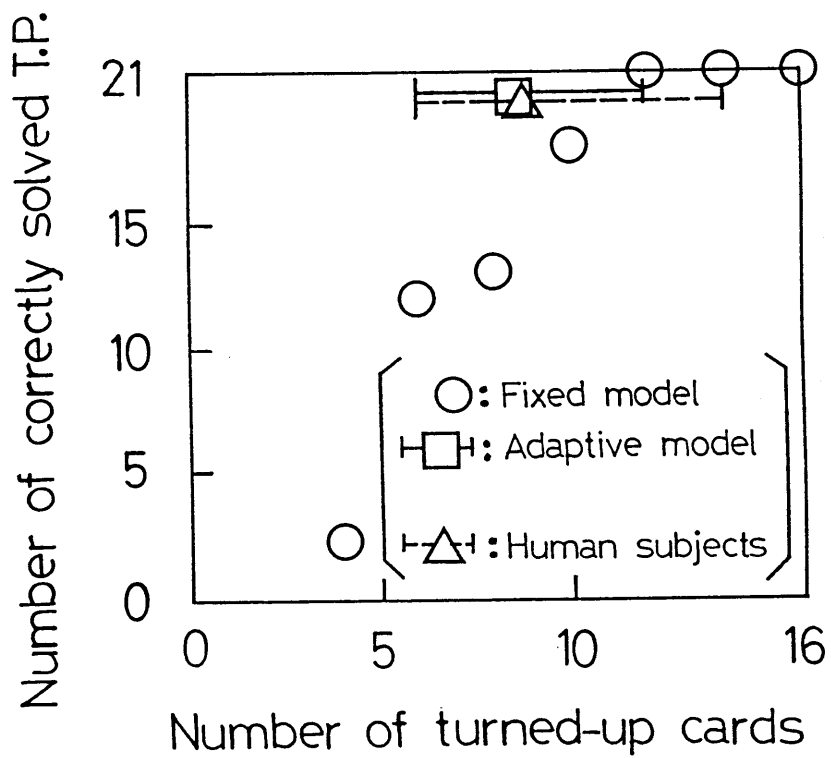 Number of correctly solved T.P.
21
15
10
5
0
○: Fixed model
□: Adaptive model
△: Human subjects
0 5 10 16
Number of turned-up cards